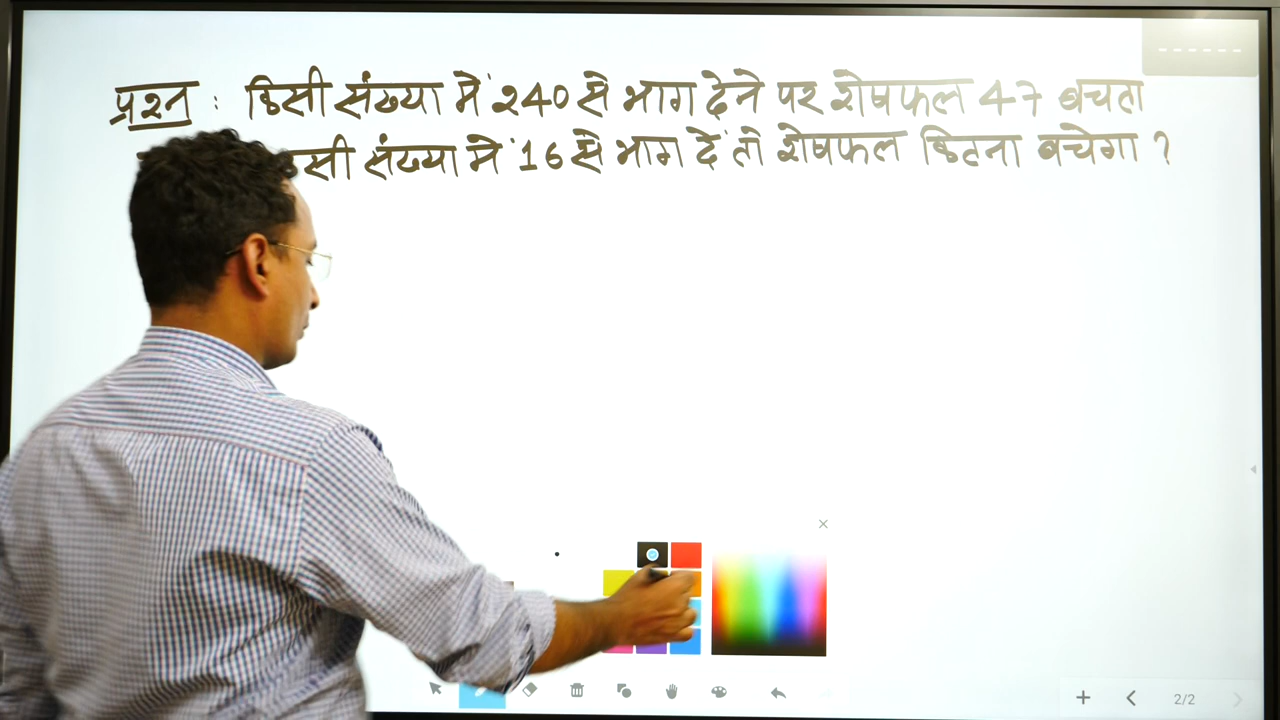 प्रश्न : किसी संख्या में 240 से भाग देने पर शेषफल 47 बचता
संख्या में 16 से भाग दें तो शेषफल कितना बचेगा ?
2/2